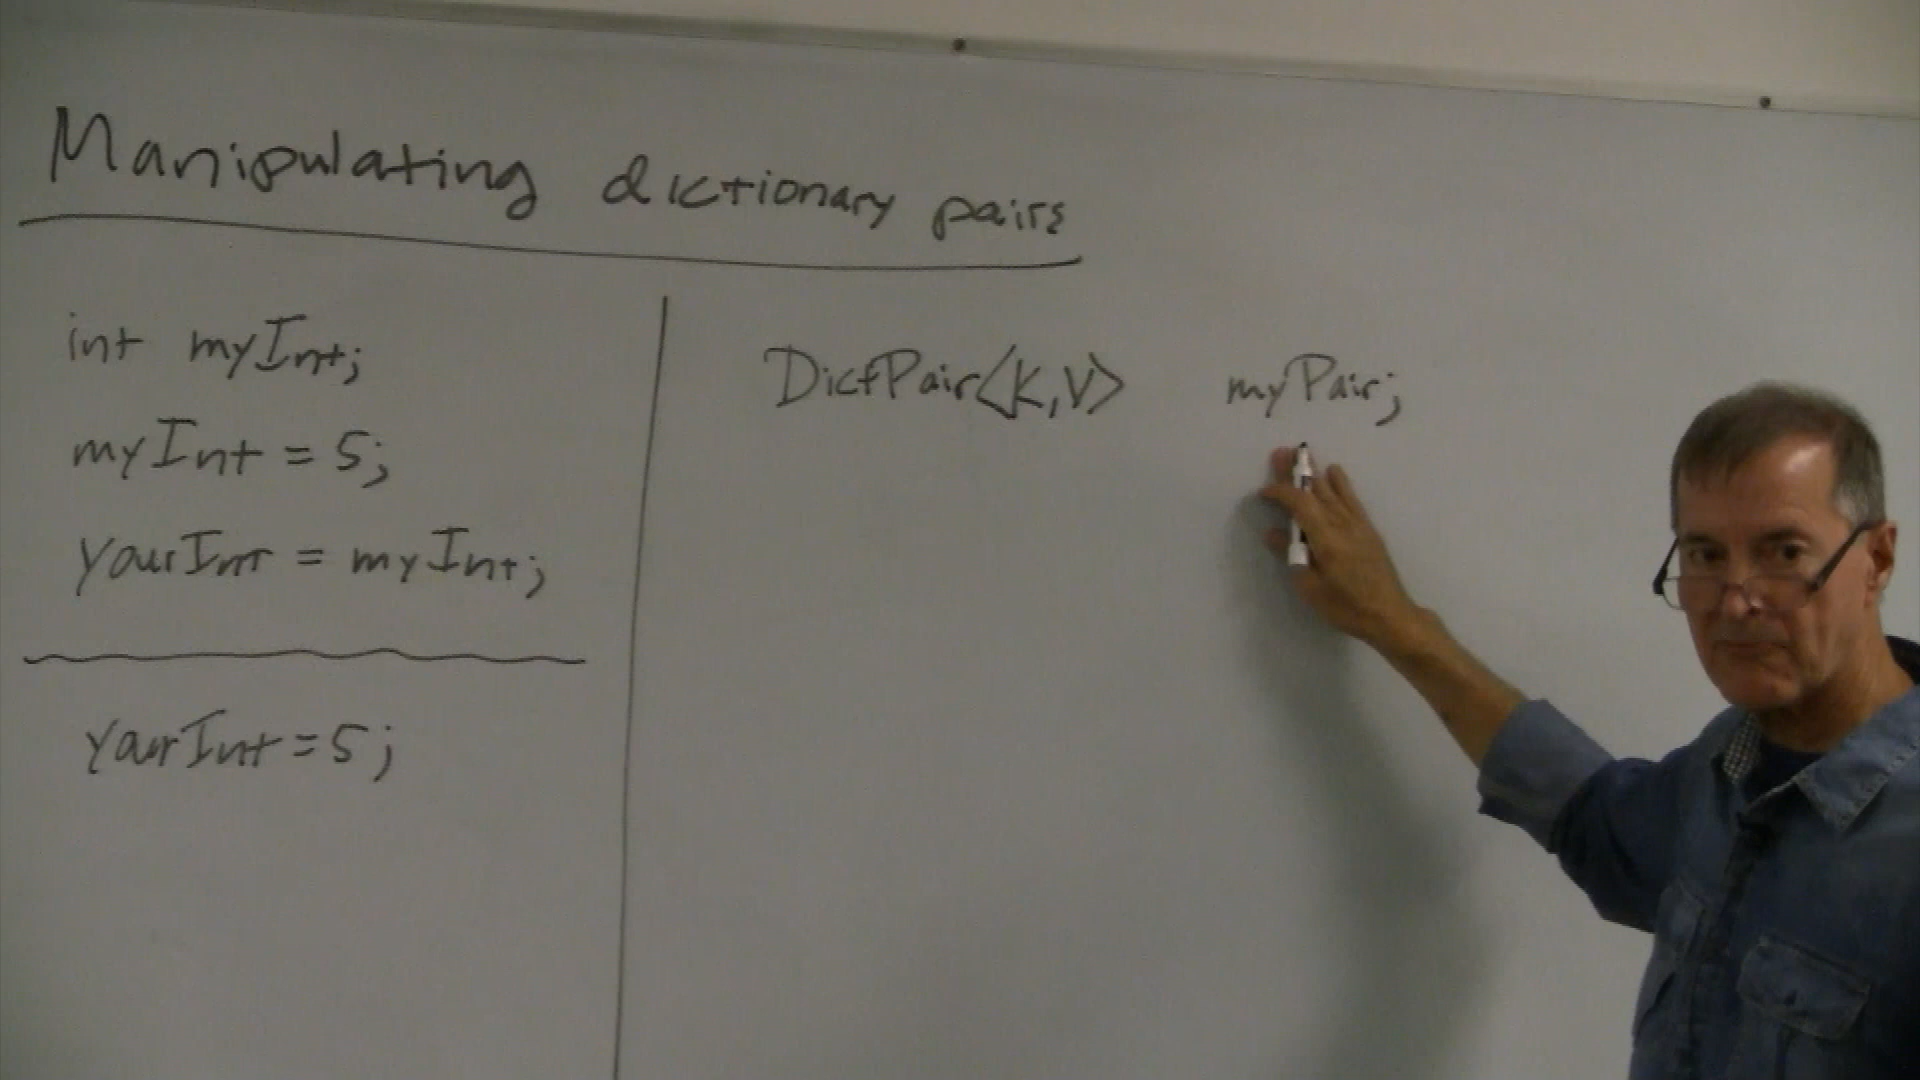 Manipulating dictionary pairs
int myInt;
myInt = 5;
yourInt = myInt;
yourInt = 5;
DictPair<K,V> myPair;